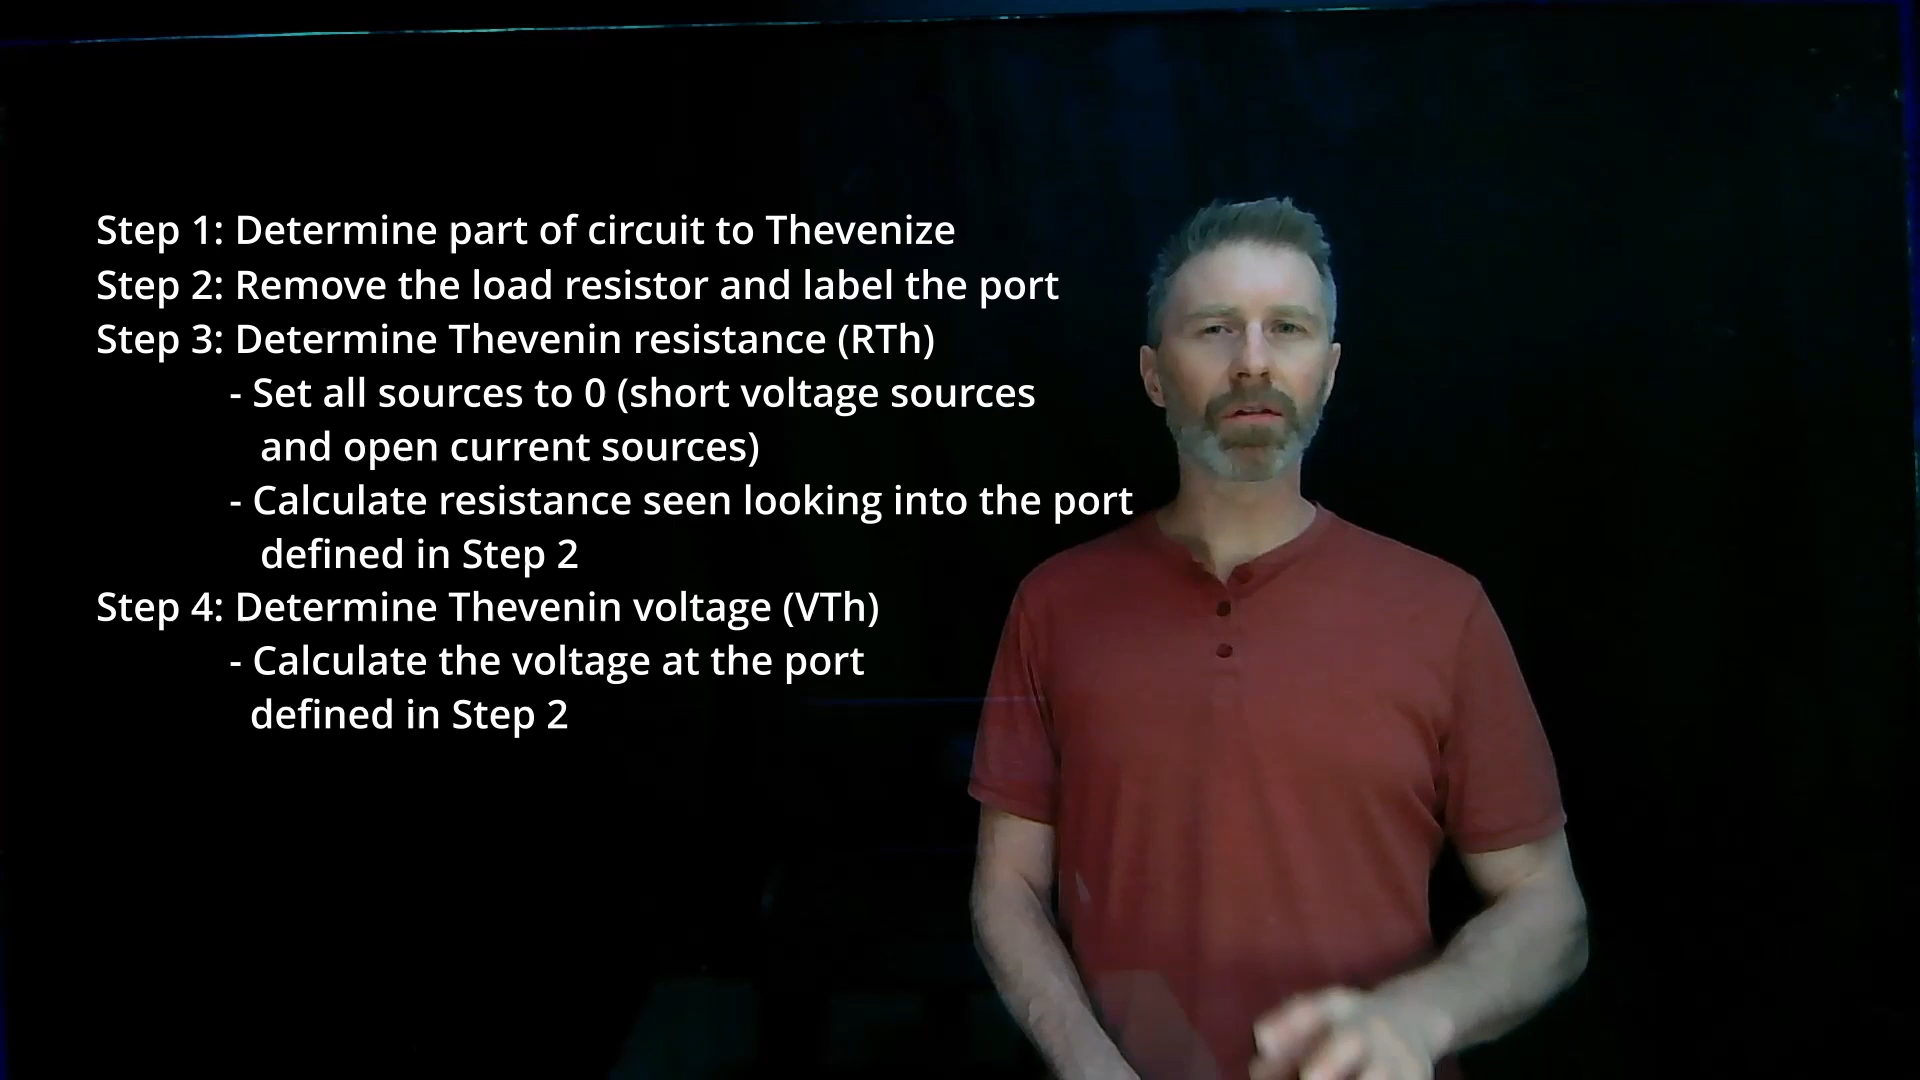 Step 1: Determine part of circuit to Thevenize
Step 2: Remove the load resistor and label the port
Step 3: Determine Thevenin resistance (RTh)
- Set all sources to 0 (short voltage sources
and open current sources)
- Calculate resistance seen looking into the port
defined in Step 2
Step 4: Determine Thevenin voltage (VTh)
- Calculate the voltage at the port
defined in Step 2